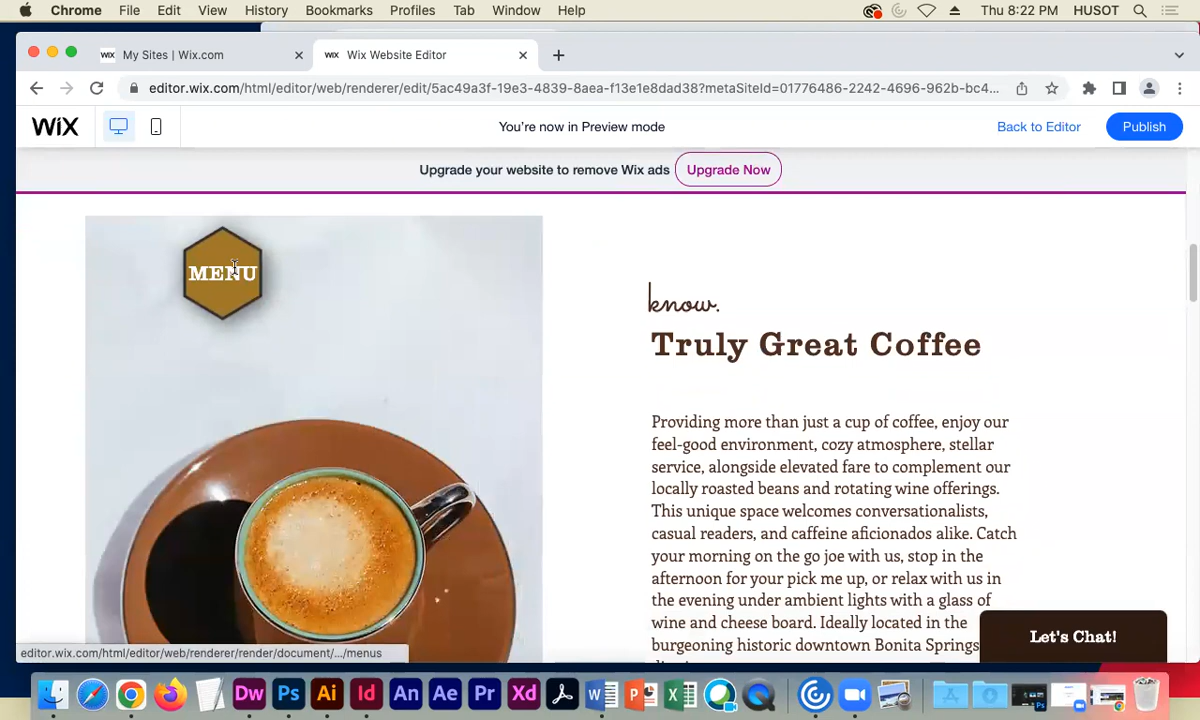 Chrome File Edit View History Bookmarks Profiles Tab Window Help Thu 8:22 PM HUSOT
WiX My Sites | Wix.com WiX Wix Website Editor
editor.wix.com/html/editor/web/renderer/edit/5ac49a3f-19e3-4839-8aea-f13e1e8dad38?metaSiteId=01776486-2242-4696-962b-bc4...
WiX You're now in Preview mode Back to Editor Publish
Upgrade your website to remove Wix ads Upgrade Now
MENU
know.
Truly Great Coffee
Providing more than just a cup of coffee, enjoy our
feel-good environment, cozy atmosphere, stellar
service, alongside elevated fare to complement our
locally roasted beans and rotating wine offerings.
This unique space welcomes conversationalists,
casual readers, and caffeine aficionados alike. Catch
your morning on the go joe with us, stop in the
afternoon for your pick me up, or relax with us in
the evening under ambient lights with a glass of
wine and cheese board. Ideally located in the
burgeoning historic downtown Bonita Springs
Let's Chat!
editor.wix.com/html/editor/web/renderer/render/document/.../menus
Dw Ps Ai Id An Ae Pr Xd W P X